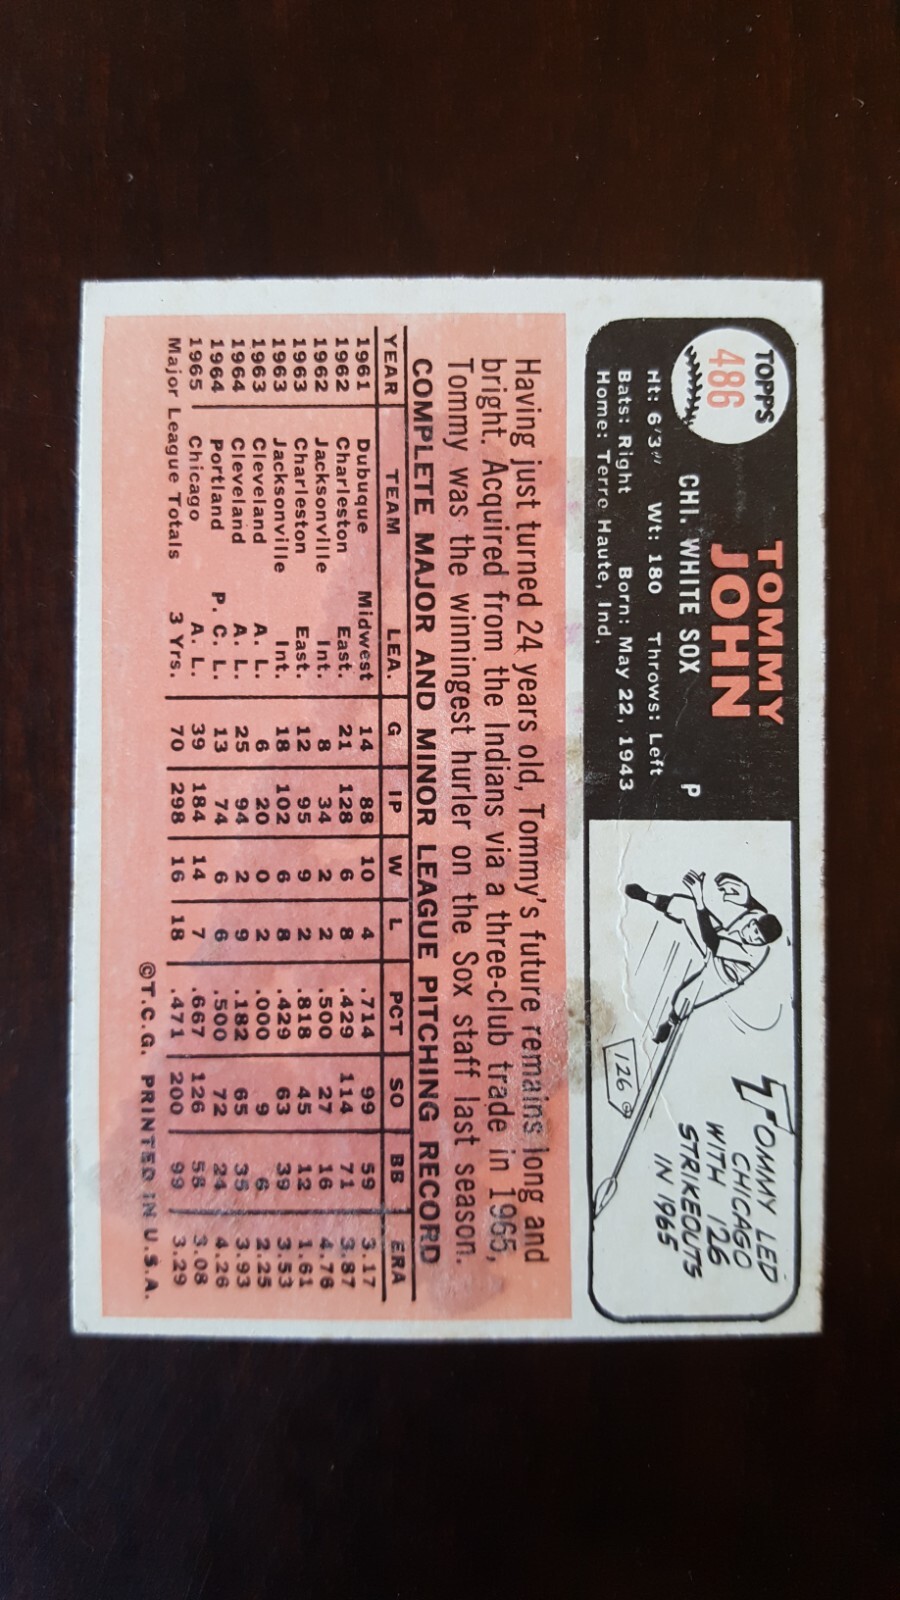 TOPPS
486
TOMMY
JOHN
CHI. WHITE SOX P
Ht: 6'3" Wt: 180 Throws: Left
Bats: Right Born: May 22, 1943
Home: Terre Haute, Ind.
TOMMY LED
CHICAGO
WITH 126
STRIKEOUTS
IN 1965
126
Having just turned 24 years old, Tommy's future remains long and
bright. Acquired from the Indians via a three-club trade in 1965,
Tommy was the winningest hurler on the Sox staff last season.
COMPLETE MAJOR AND MINOR LEAGUE PITCHING RECORD
YEAR TEAM LEA. G IP W L PCT SO BB ERA
1961 Dubuque Midwest 14 88 10 4 .714 99 59 3.17
1962 Charleston East. 21 128 6 8 .429 114 71 3.87
1962 Jacksonville Int. 8 34 2 2 .500 27 16 4.76
1963 Charleston East. 12 95 9 2 .818 45 12 1.61
1963 Jacksonville Int. 18 102 6 8 .429 63 39 3.53
1963 Cleveland A. L. 6 20 0 2 .000 9 6 2.25
1964 Cleveland A. L. 25 94 2 9 .182 65 35 3.93
1964 Portland P. C. L. 13 74 6 6 .500 72 24 4.26
1965 Chicago A. L. 39 184 14 7 .667 126 58 3.08
Major League Totals 3 Yrs. 70 298 16 18 .471 200 99 3.29
©T.C.G. PRINTED IN U.S.A.